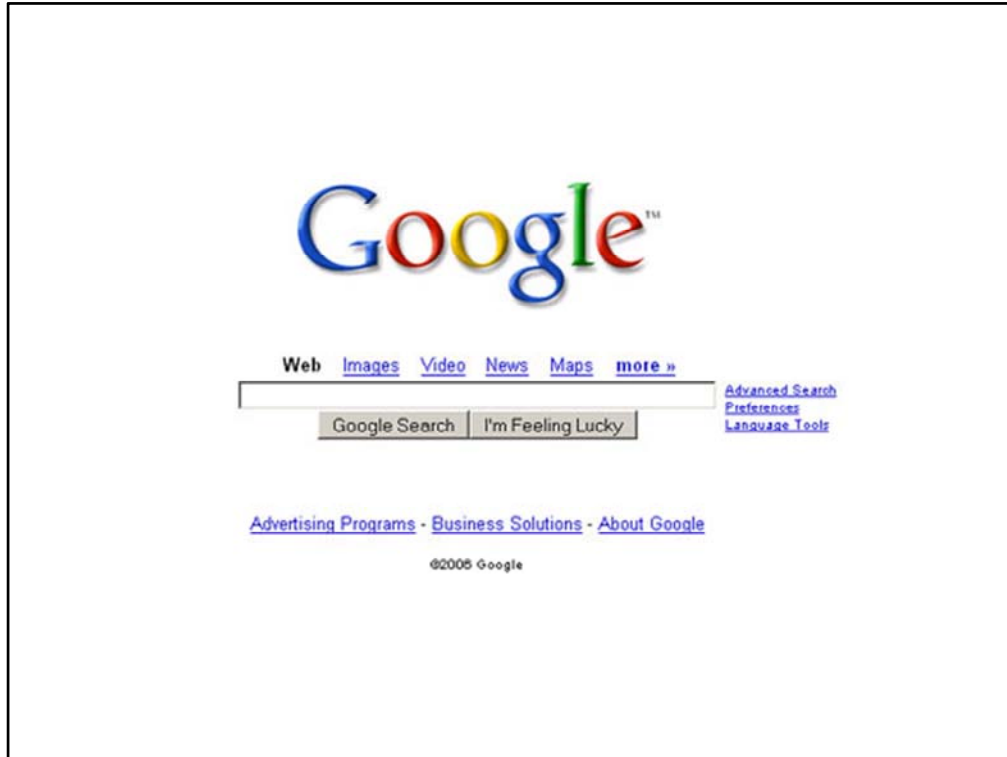 Google™
Web Images Video News Maps more »
Advanced Search
Preferences
Language Tools
Google Search I'm Feeling Lucky
Advertising Programs - Business Solutions - About Google
Google